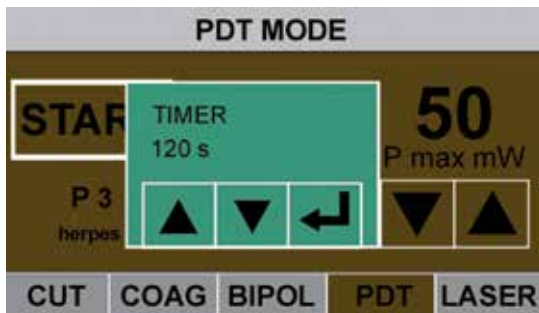 PDT MODE
STAR
TIMER
120 s
50
P max mW
P 3
herpes
CUT COAG BIPOL PDT LASER